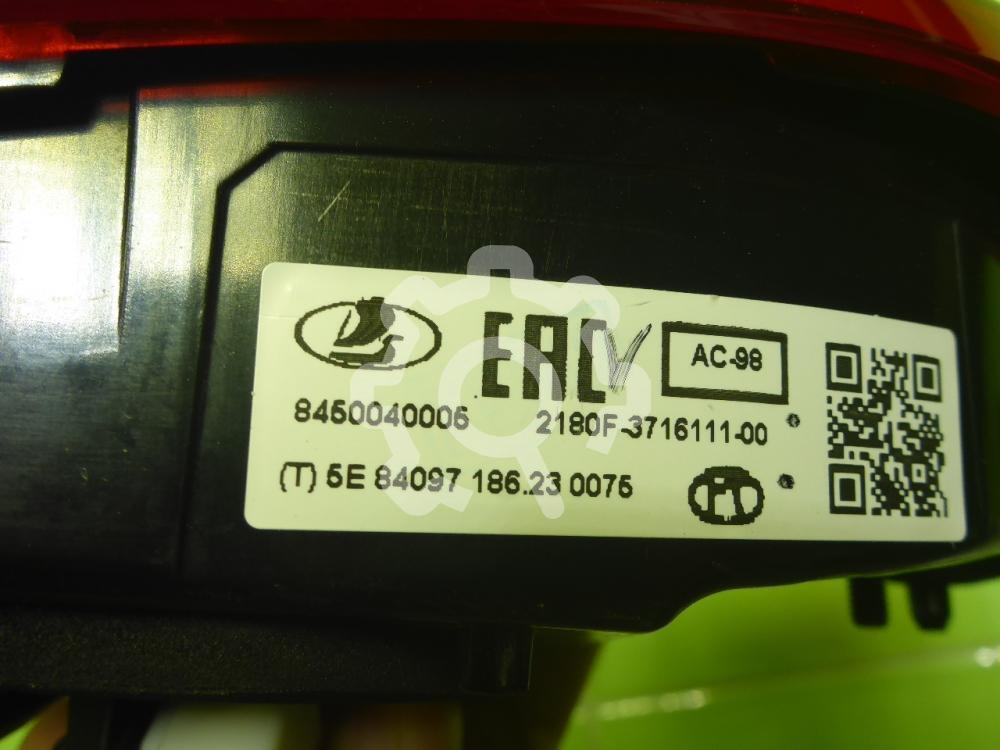 EAC AC-98
8450040005 2180F-3716111-00
(T) 5E 84097 186.23 0075